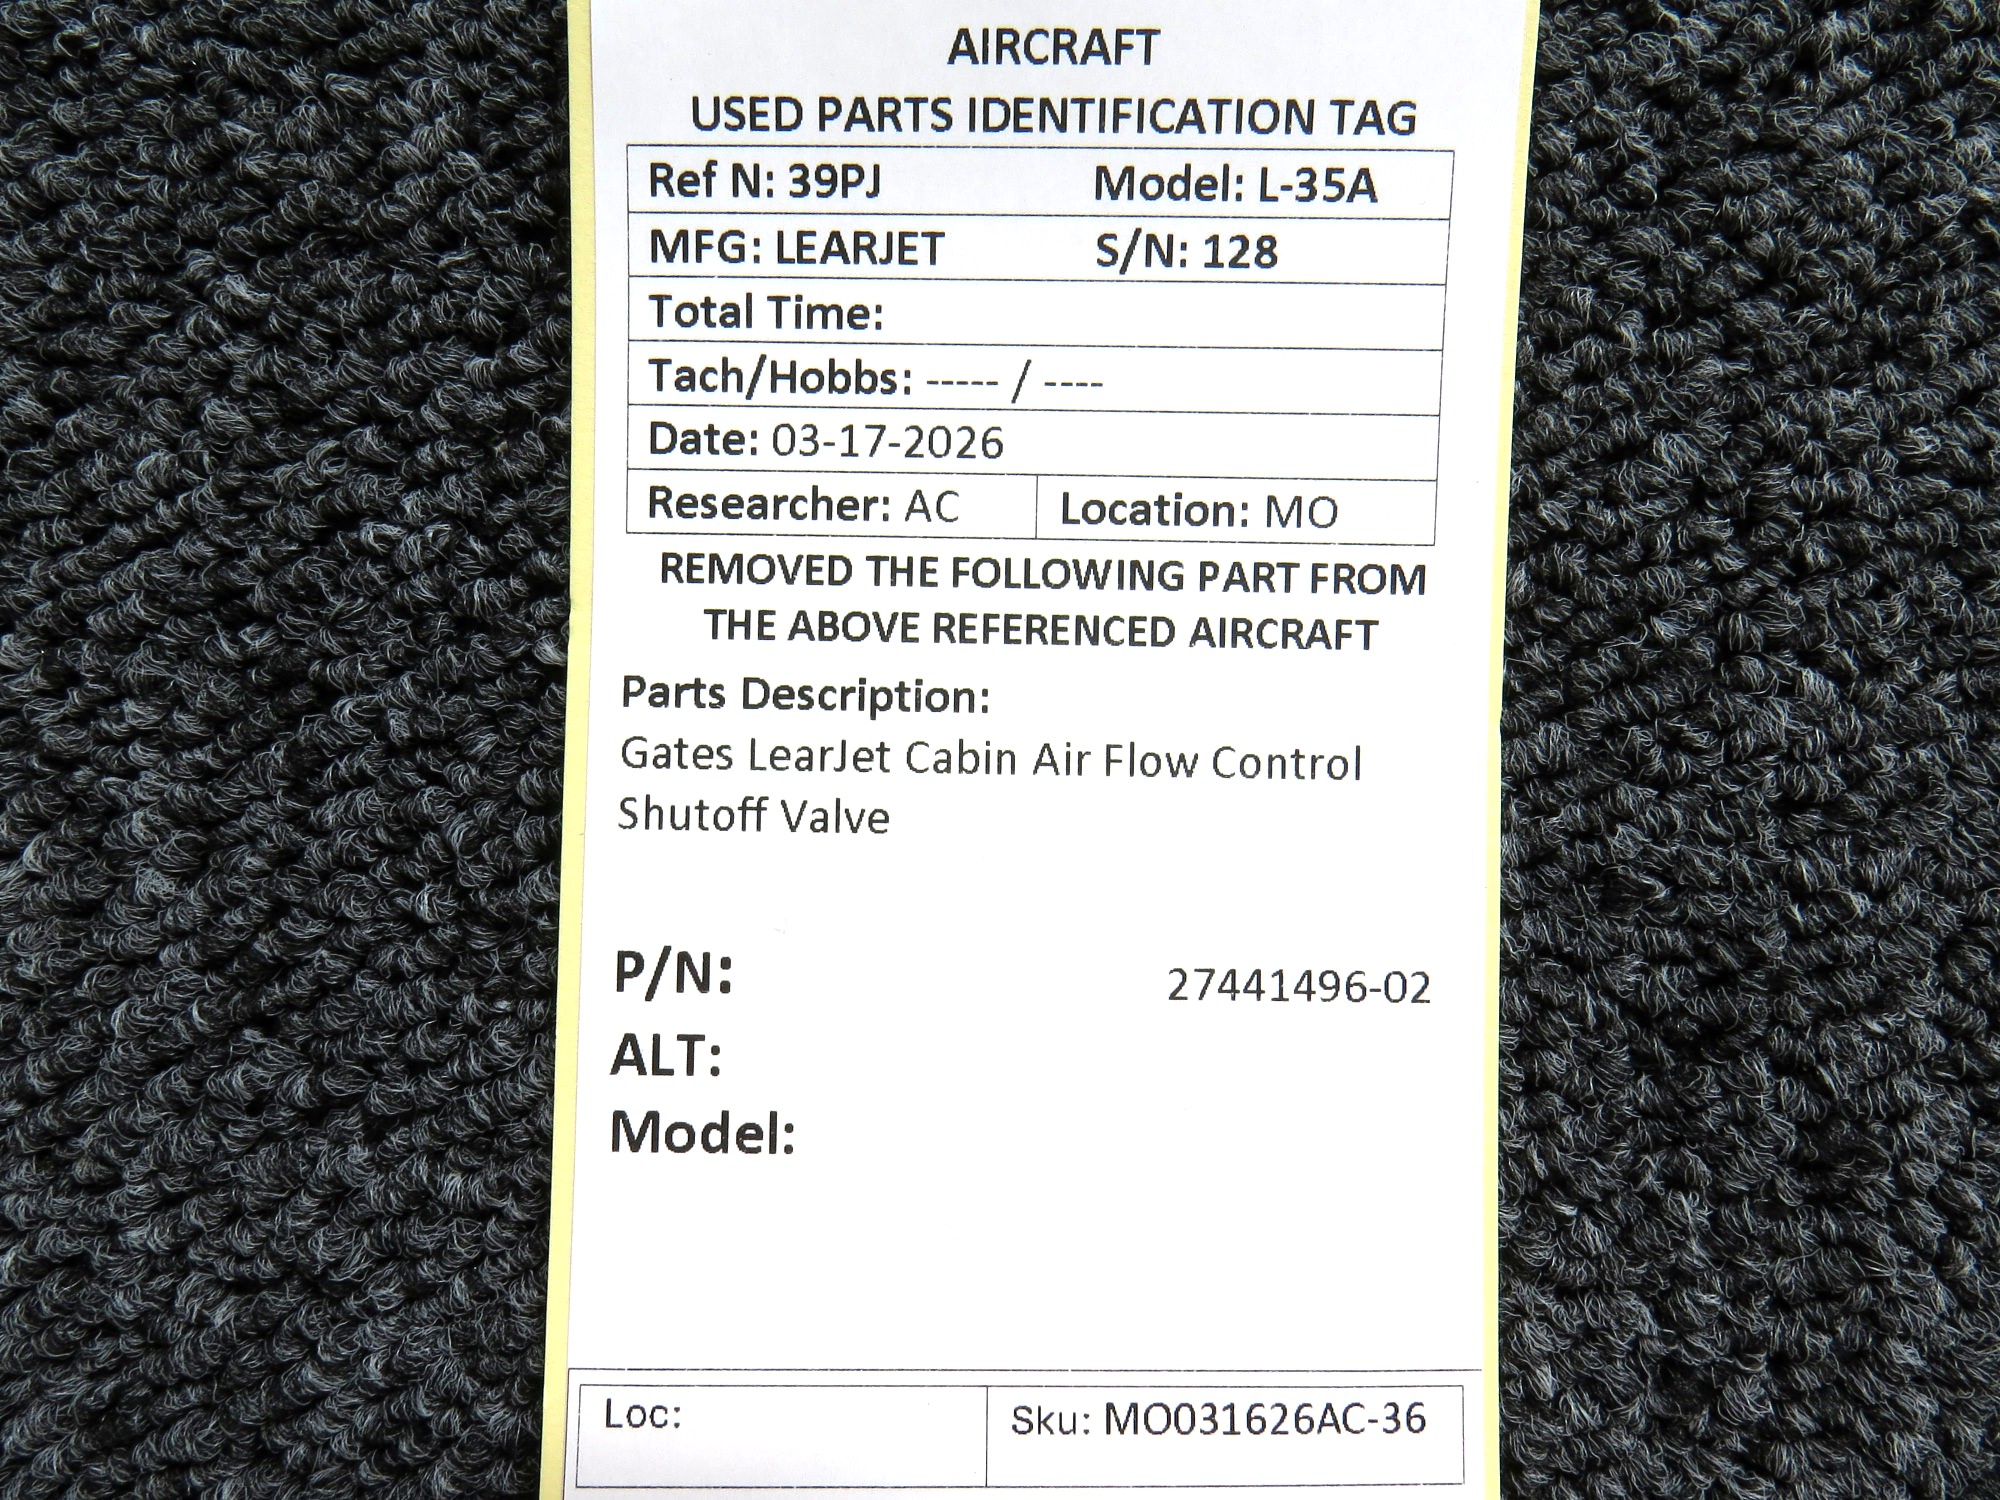 AIRCRAFT
USED PARTS IDENTIFICATION TAG
Ref N: 39PJ Model: L-35A
MFG: LEARJET S/N: 128
Total Time:
Tach/Hobbs: ----- / ----
Date: 03-17-2026
Researcher: AC Location: MO
REMOVED THE FOLLOWING PART FROM
THE ABOVE REFERENCED AIRCRAFT
Parts Description:
Gates LearJet Cabin Air Flow Control
Shutoff Valve
P/N: 27441496-02
ALT:
Model:
Loc: Sku: MO031626AC-36